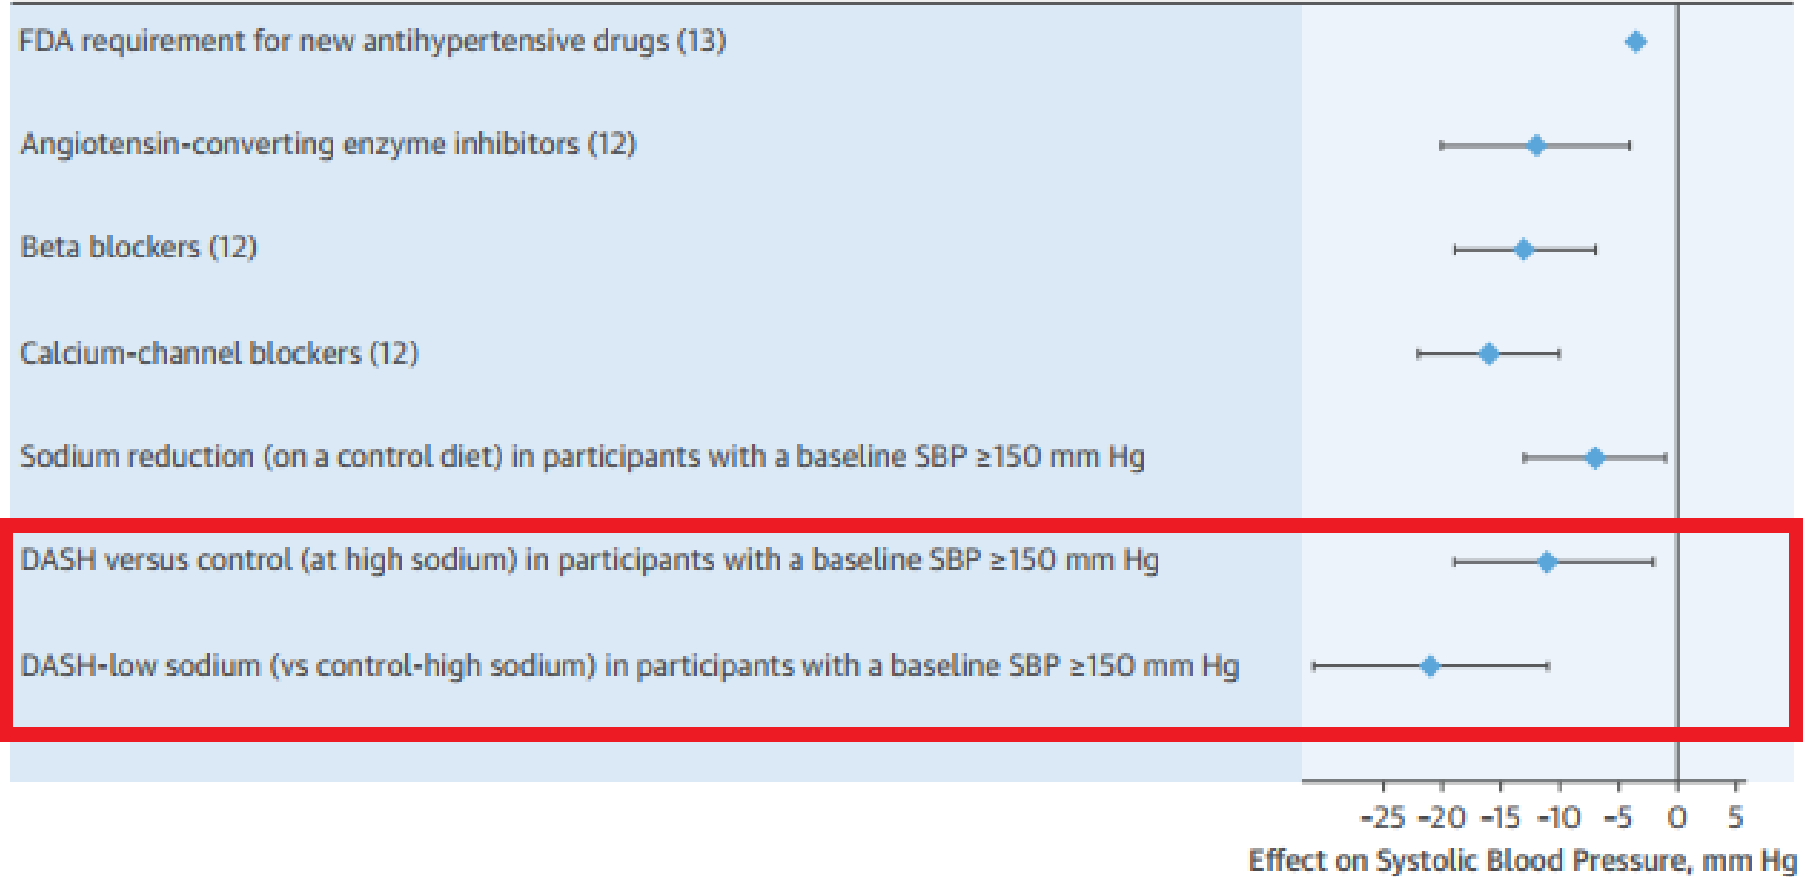 FDA requirement for new antihypertensive drugs (13)
Angiotensin-converting enzyme inhibitors (12)
Beta blockers (12)
Calcium-channel blockers (12)
Sodium reduction (on a control diet) in participants with a baseline SBP ≥150 mm Hg
DASH versus control (at high sodium) in participants with a baseline SBP ≥150 mm Hg
DASH-low sodium (vs control-high sodium) in participants with a baseline SBP ≥150 mm Hg
-25 -20 -15 -10 -5 0 5
Effect on Systolic Blood Pressure, mm Hg